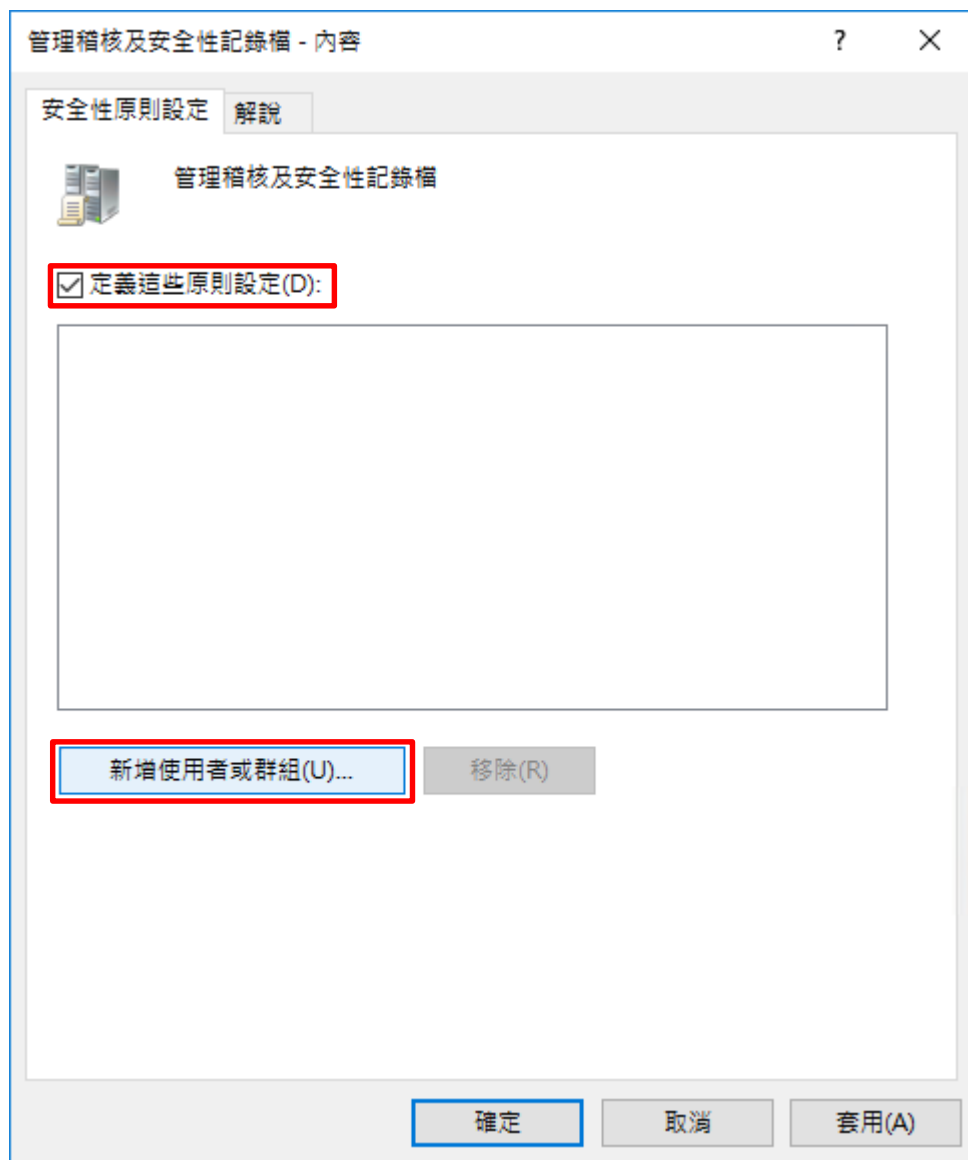 管理稽核及安全性記錄檔 - 內容 ?
安全性原則設定 解說
管理稽核及安全性記錄檔
定義這些原則設定(D):
新增使用者或群組(U)... 移除(R)
確定 取消 套用(A)